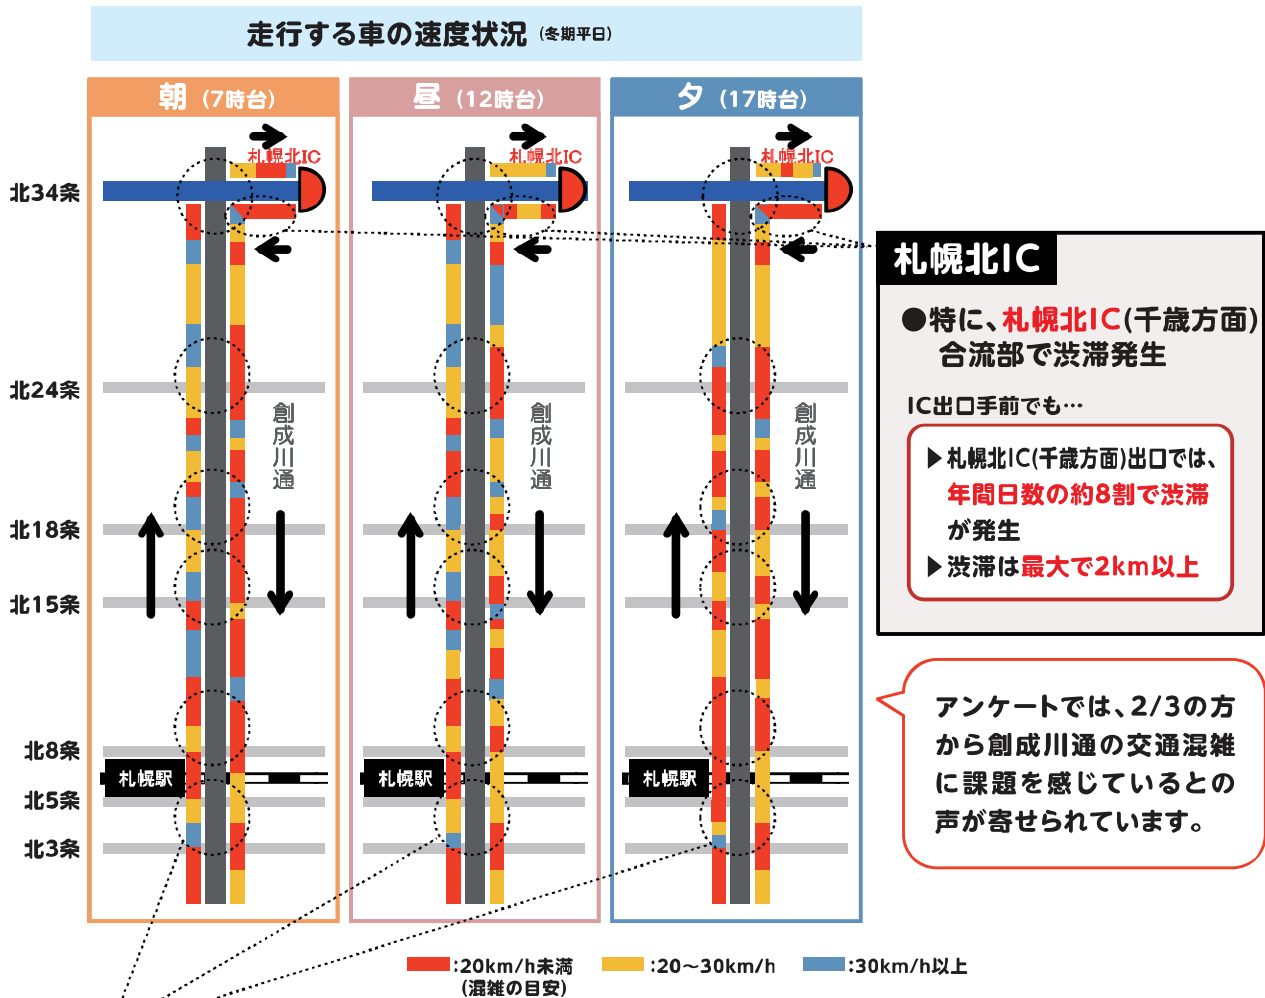 走行する車の速度状況 (冬期平日)
朝 (7時台)
昼 (12時台)
夕 (17時台)
札幌北IC
札幌北IC
札幌北IC
北34条
北24条
北18条
北15条
北8条
北5条
北3条
創成川通
創成川通
創成川通
札幌駅
札幌駅
札幌駅
札幌北IC
●特に、札幌北IC(千歳方面)
合流部で渋滞発生
IC出口手前でも…
▶札幌北IC(千歳方面)出口では、
年間日数の約8割で渋滞
が発生
▶渋滞は最大で2km以上
アンケートでは、2/3の方
から創成川通の交通混雑
に課題を感じているとの
声が寄せられています。
:20km/h未満
(混雑の目安)
:20～30km/h
:30km/h以上